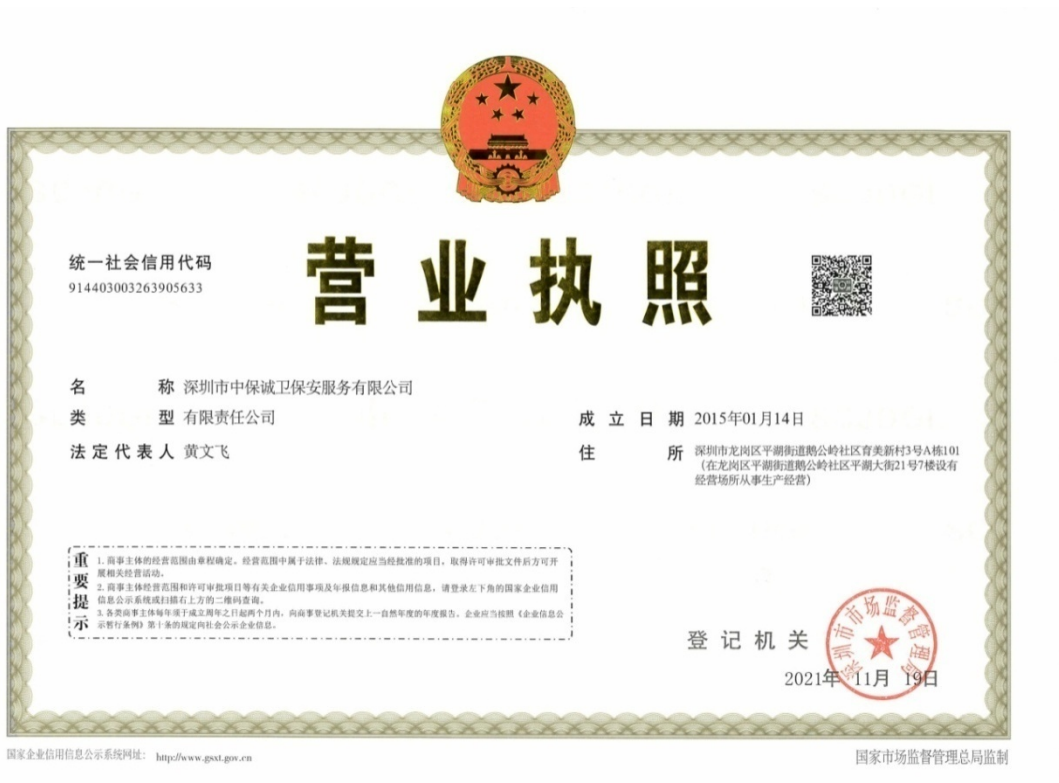 营业执照
统一社会信用代码
914403003263905633
名称 深圳市中保诚卫保安服务有限公司
类型 有限责任公司
法定代表人 黄文飞
成立日期 2015年01月14日
住所 深圳市龙岗区平湖街道鹅公岭社区育美新村3号A栋101
（在龙岗区平湖街道鹅公岭社区平湖大街21号7楼设有
经营场所从事生产经营）
重要提示
1. 商事主体的经营范围由章程确定。经营范围中属于法律、法规规定应当经批准的项目，取得许可审批文件后方可开
展相关经营活动。
2. 商事主体经营范围和许可审批项目等有关企业信用事项及年报信息和其他信用信息，请登录左下角的国家企业信用
信息公示系统或扫描右上方的二维码查询。
3. 各类商事主体每年须于成立周年之日起两个月内，向商事登记机关提交上一自然年度的年度报告。企业应当按照《企业信息公
示暂行条例》第十条的规定向社会公示企业信息。
登记机关
深圳市市场监督管理局
2021年 11月 19日
国家企业信用信息公示系统网址： http://www.gsxt.gov.cn
国家市场监督管理总局监制